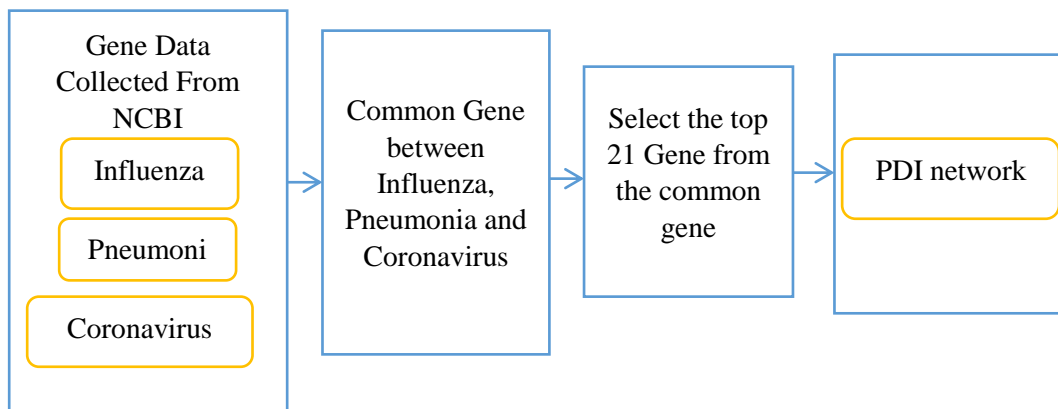 Gene Data
Collected From
NCBI
Influenza
Pneumoni
Coronavirus
Common Gene
between
Influenza,
Pneumonia and
Coronavirus
Select the top
21 Gene from
the common
gene
PDI network